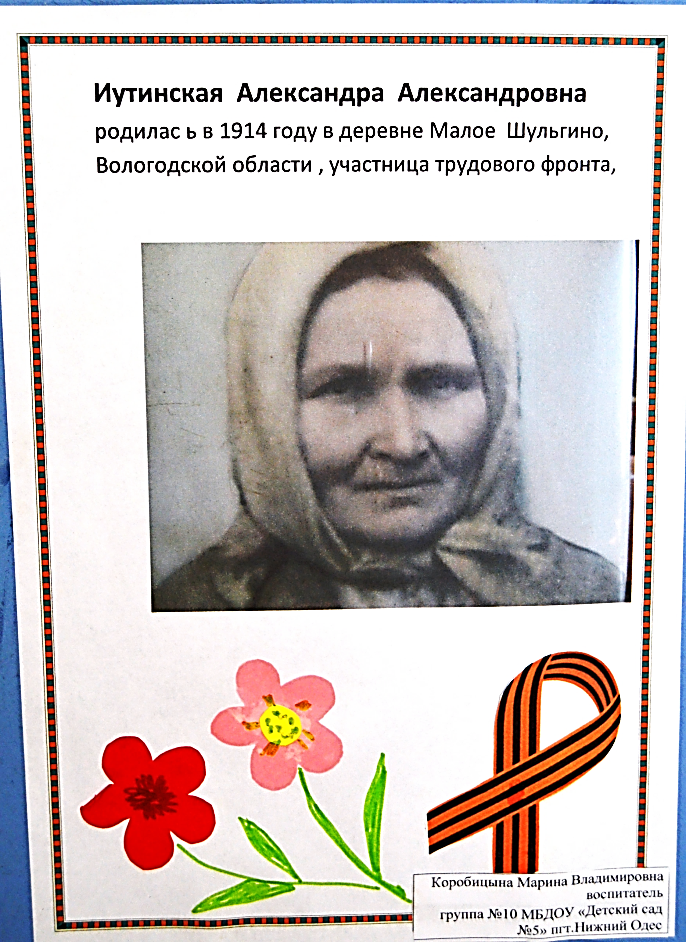 Иутинская Александра Александровна
родилас ь в 1914 году в деревне Малое Шульгино,
Вологодской области , участница трудового фронта,
Коробицына Марина Владимировна
воспитатель
группа №10 МБДОУ «Детский сад
№5» пгт.Нижний Одес